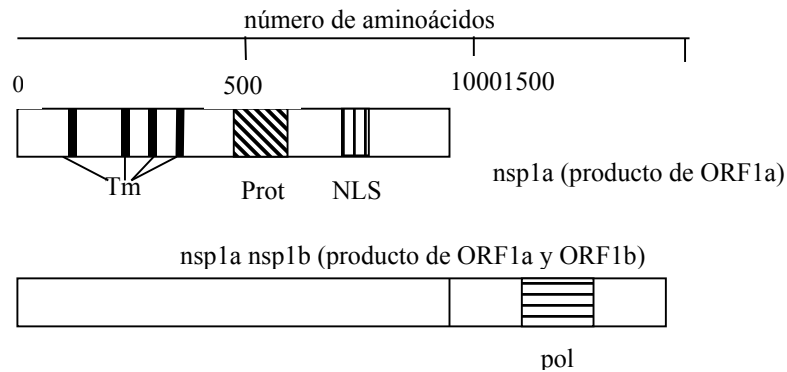 número de aminoácidos
0 500 10001500
Tm Prot NLS
nsp1a (producto de ORF1a)
nsp1a nsp1b (producto de ORF1a y ORF1b)
pol